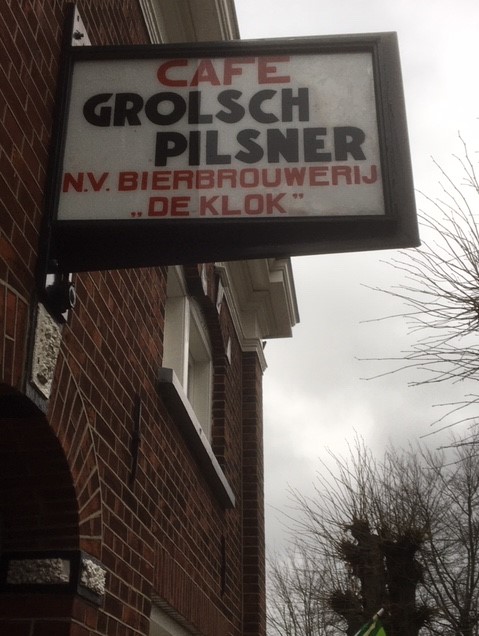 CAFE
GROLSCH
PILSNER
N.V. BIERBROUWERIJ
„DE KLOK"